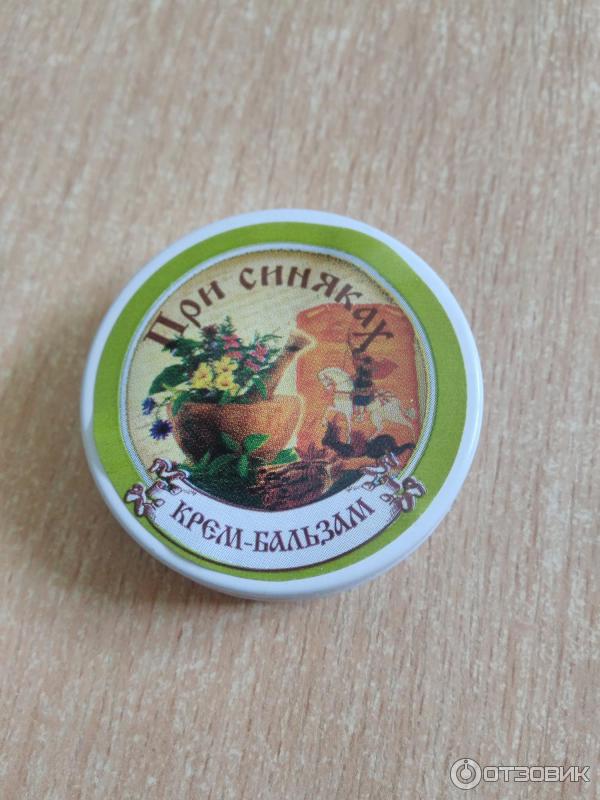 При синяках
КРЕМ-БАЛЬЗАМ
ОТЗОВИК